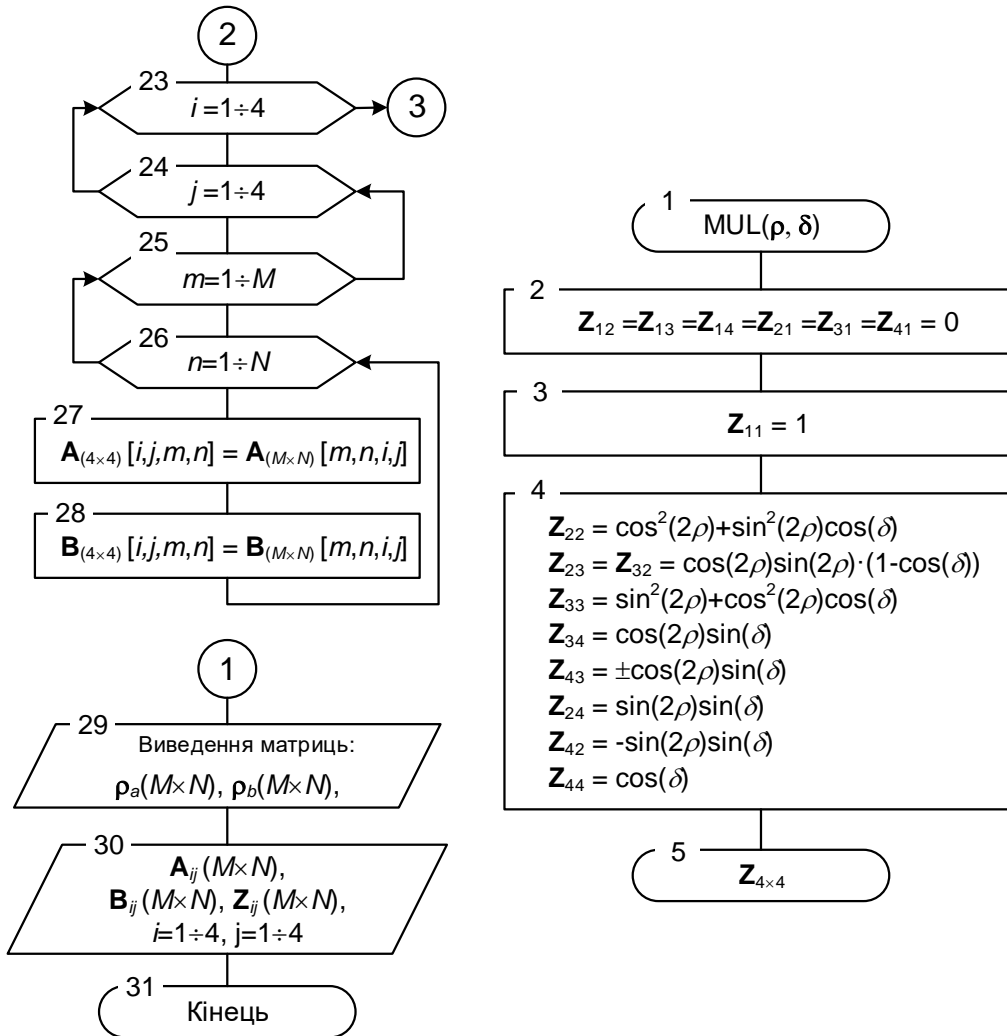 2
23
i =1÷4
3
24
j =1÷4
25
m=1÷M
26
n=1÷N
27
A(4×4) [i,j,m,n] = A(M×N) [m,n,i,j]
28
B(4×4) [i,j,m,n] = B(M×N) [m,n,i,j]
1
29
Виведення матриць:
ρa(M×N), ρb(M×N),
30
Aij (M×N),
Bij (M×N), Zij (M×N),
i=1÷4, j=1÷4
31
Кінець
1
MUL(ρ, δ)
2
Z12 =Z13 =Z14 =Z21 =Z31 =Z41 = 0
3
Z11 = 1
4
Z22 = cos²(2ρ)+sin²(2ρ)cos(δ)
Z23 = Z32 = cos(2ρ)sin(2ρ)·(1-cos(δ))
Z33 = sin²(2ρ)+cos²(2ρ)cos(δ)
Z34 = cos(2ρ)sin(δ)
Z43 = ±cos(2ρ)sin(δ)
Z24 = sin(2ρ)sin(δ)
Z42 = -sin(2ρ)sin(δ)
Z44 = cos(δ)
5
Z4×4